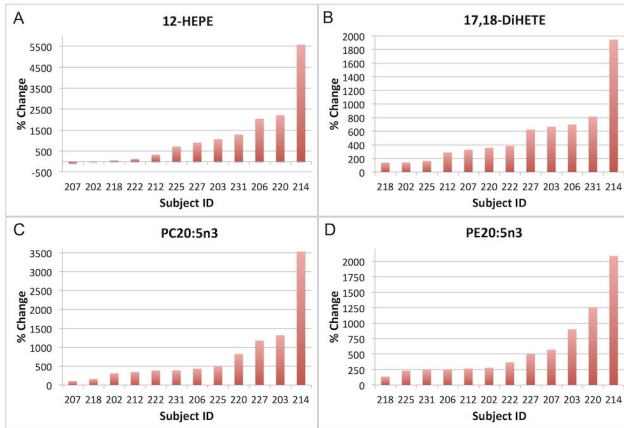 A
12-HEPE
% Change
5500
4500
3500
2500
1500
500
-500
207 202 218 222 212 225 227 203 231 206 220 214
Subject ID
B
17,18-DiHETE
% Change
2000
1800
1600
1400
1200
1000
800
600
400
200
0
218 202 225 212 207 220 222 227 203 206 231 214
Subject ID
C
PC20:5n3
% Change
3500
3000
2500
2000
1500
1000
500
0
207 218 202 212 222 231 206 225 220 227 203 214
Subject ID
D
PE20:5n3
% Change
2000
1750
1500
1250
1000
750
500
250
0
218 225 231 206 212 202 222 227 207 203 220 214
Subject ID